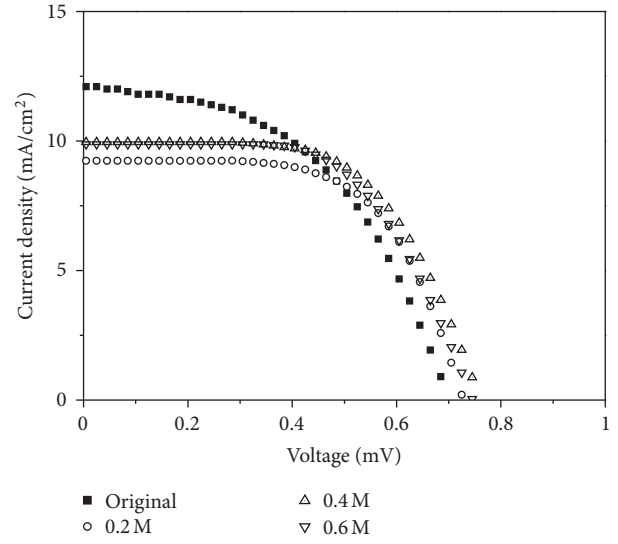 15
10
5
0
Current density (mA/cm²)
0 0.2 0.4 0.6 0.8 1
Voltage (mV)
Original 0.4 M
0.2 M 0.6 M